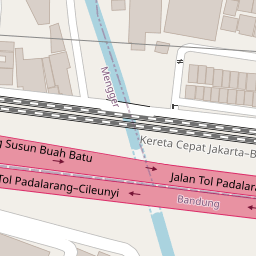 Mengger
Kereta Cepat Jakarta–B
g Susun Buah Batu
Jalan Tol Padalara
Tol Padalarang–Cileunyi
Bandung